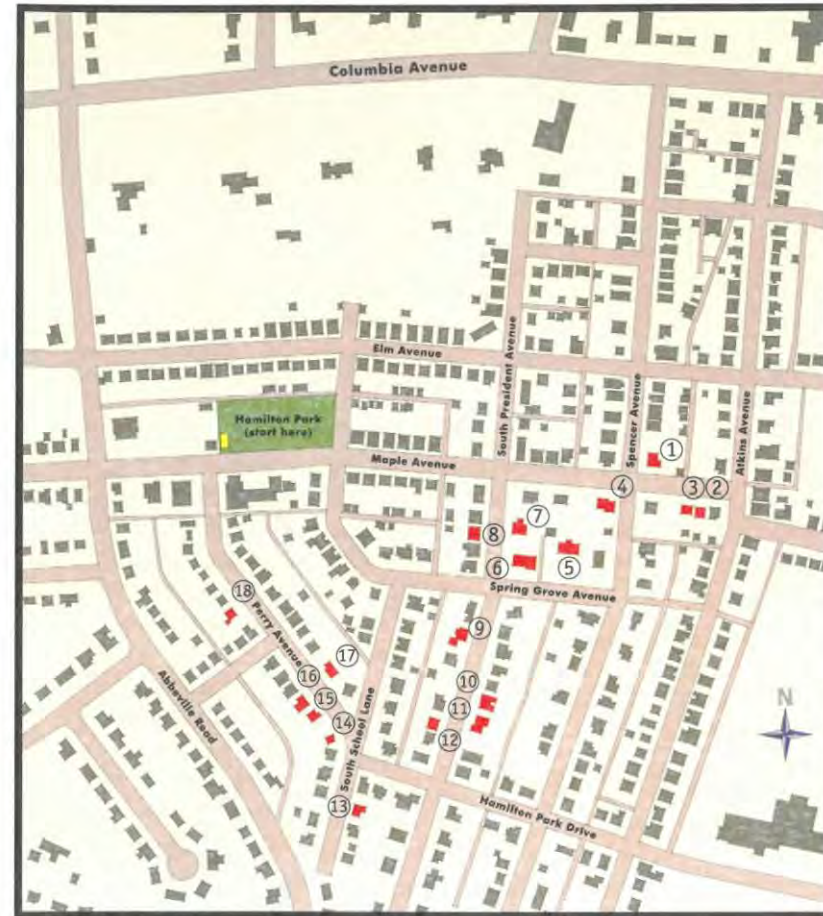 Columbia Avenue
Elm Avenue
South President Avenue
Spencer Avenue
Atkins Avenue
Hamilton Park
(start here)
Maple Avenue
1
4
3
2
8
7
6
5
Spring Grove Avenue
18
Perry Avenue
9
17
16
15
14
10
11
12
Abbeville Road
South School Lane
N
13
Hamilton Park Drive